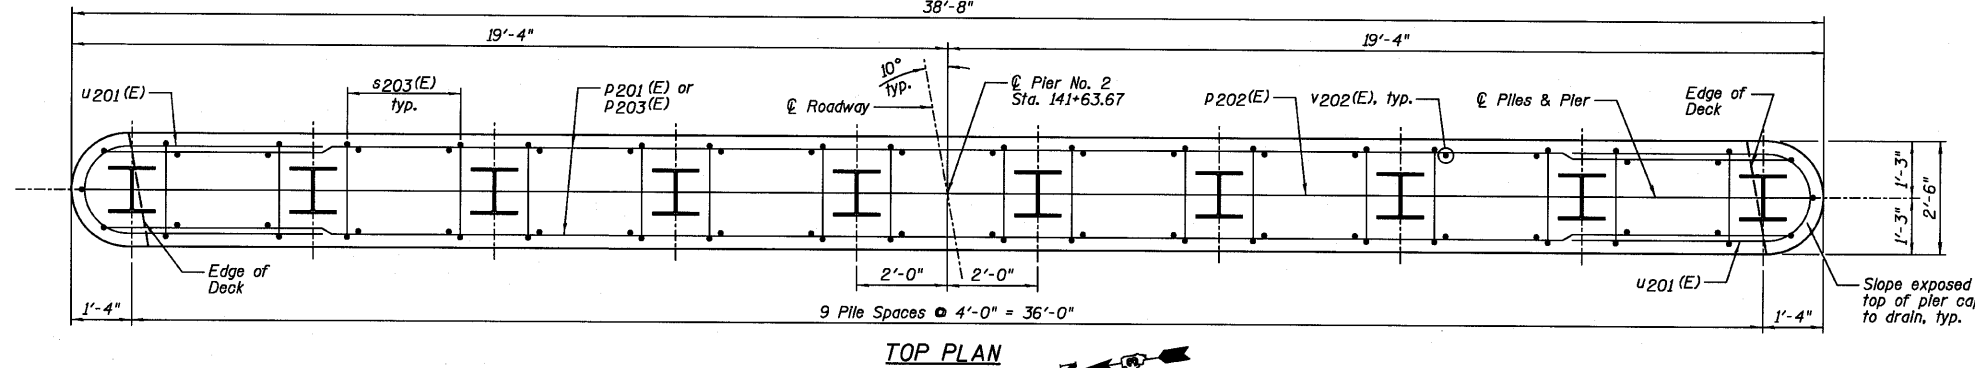 38'-8"
19'-4"
19'-4"
10°
typ.
℄ Pier No. 2
Sta. 141+63.67
u201(E)
s203(E)
typ.
p201(E) or
p203(E)
℄ Roadway
p202(E)
v202(E), typ.
℄ Piles & Pier
Edge of
Deck
1'-3"
1'-3"
2'-6"
Edge of
Deck
2'-0"
2'-0"
u201(E)
Slope exposed
top of pier
to drain, typ.
1'-4"
9 Pile Spaces @ 4'-0" = 36'-0"
1'-4"
TOP PLAN